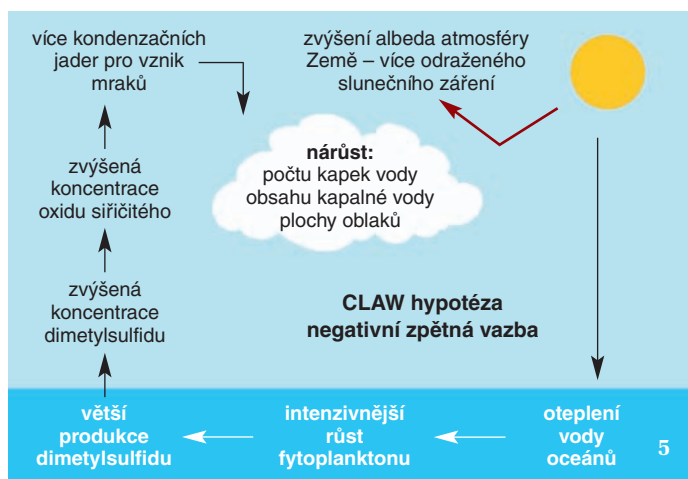 více kondenzačních
jader pro vznik
mraků
zvýšení albeda atmosféry
Země – více odraženého
slunečního záření
nárůst:
počtu kapek vody
obsahu kapalné vody
plochy oblaků
zvýšená
koncentrace
oxidu siřičitého
zvýšená
koncentrace
dimetylsulfidu
CLAW hypotéza
negativní zpětná vazba
větší
produkce
dimetylsulfidu
intenzivnější
růst
fytoplanktonu
oteplení
vody
oceánů
5